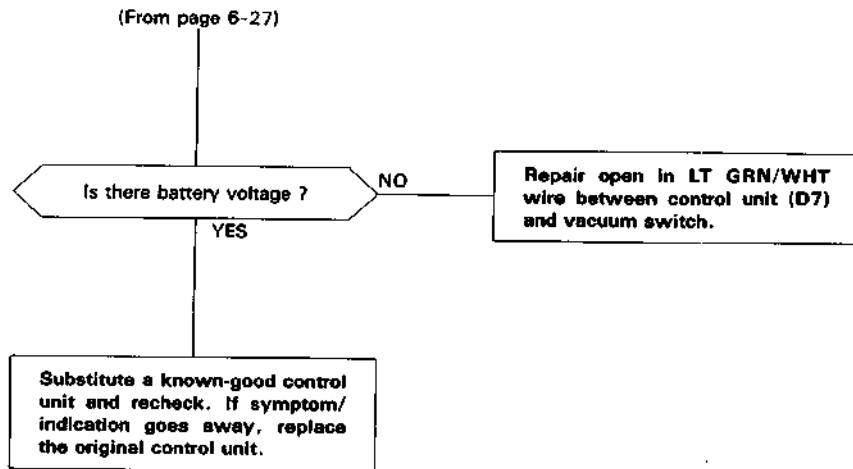 (From page 6-27)
Is there battery voltage ?
NO
YES
Repair open in LT GRN/WHT
wire between control unit (D7)
and vacuum switch.
Substitute a known-good control
unit and recheck. If symptom/
indication goes away, replace
the original control unit.